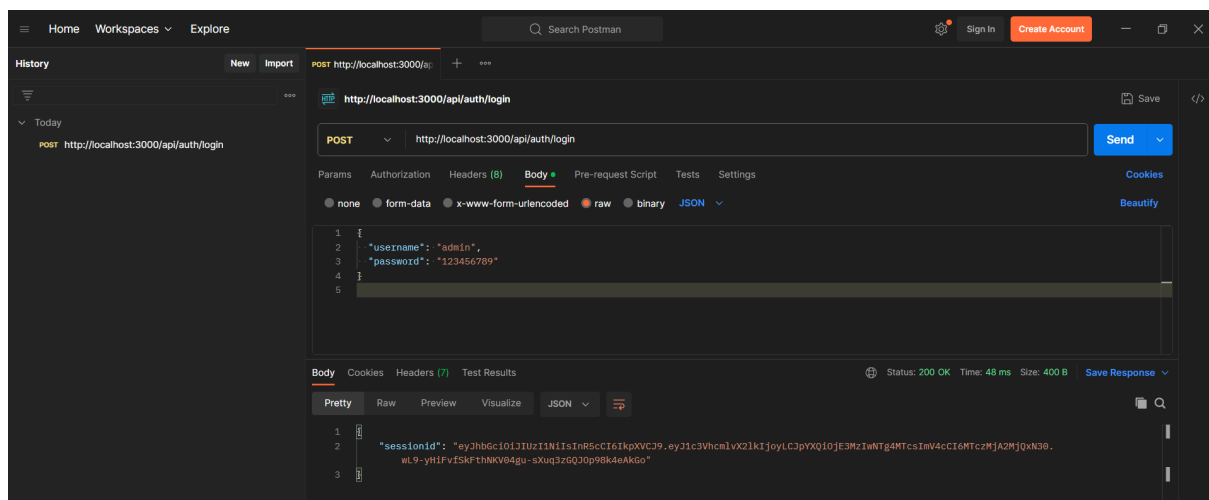 Home Workspaces Explore Search Postman Sign In Create Account
History New Import POST http://localhost:3000/ap
HTTP http://localhost:3000/api/auth/login Save
Today
POST http://localhost:3000/api/auth/login
POST http://localhost:3000/api/auth/login Send
Params Authorization Headers (8) Body Pre-request Script Tests Settings Cookies
none form-data x-www-form-urlencoded raw binary JSON Beautify
1 {
2 "username": "admin",
3 "password": "123456789"
4 }
5
Body Cookies Headers (7) Test Results Status: 200 OK Time: 48 ms Size: 400 B Save Response
Pretty Raw Preview Visualize JSON
1 {
2 "sessionid": "eyJhbGciOiJIUzI1NiIsInR5cCI6IkpXVCJ9.eyJ1c3VhcmlvX2lkIjoyLCJpYXQiOjE3MzIwNTg4MTcsImV4cCI6MTczMjA2MjQxN30.
wL9-yHiFvfSkFthNKV04gu-sXuq3zGQJOp98k4eAkGo"
3 }